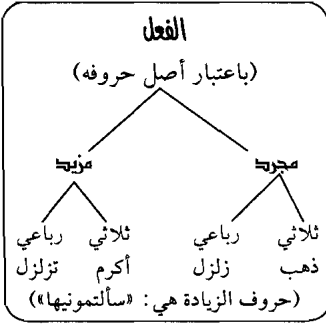 الفعل
(باعتبار أصل حروفه)
مجرد مزيد
ثلاثي رباعي ثلاثي رباعي
ذهب زلزل أكرم تزلزل
(حروف الزيادة هي: «سألتمونيها»)